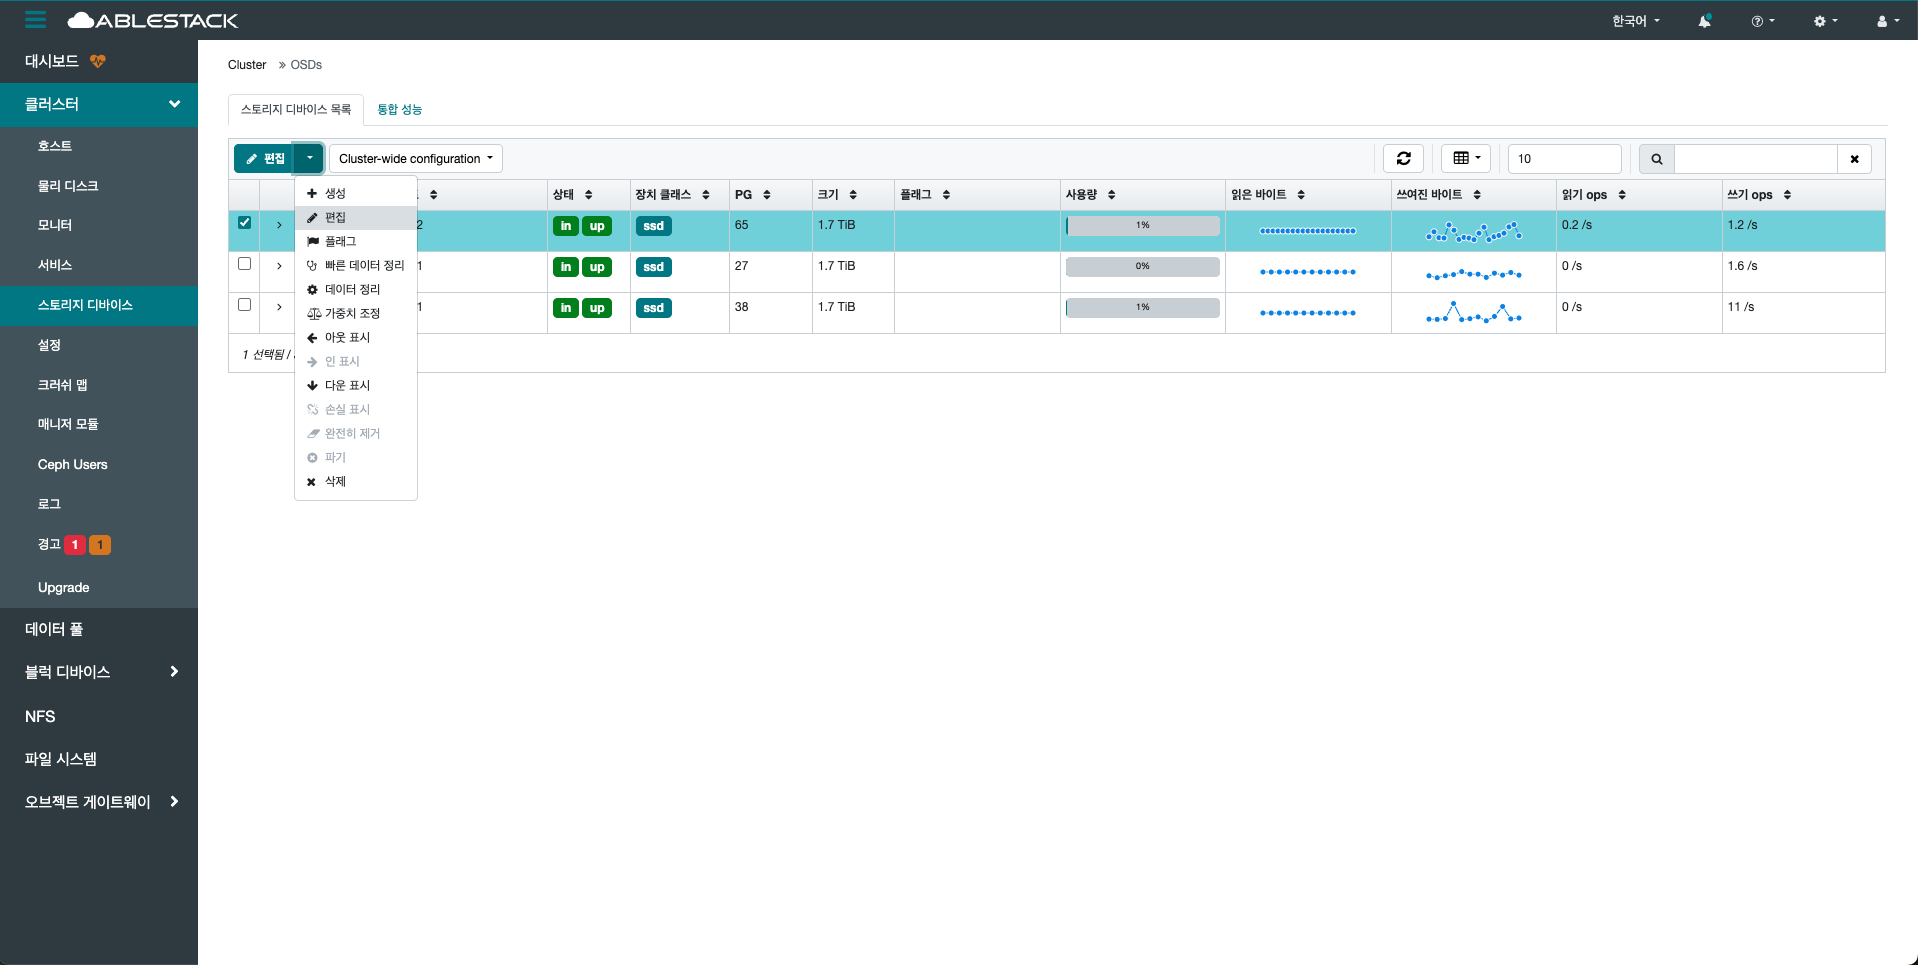 ABLESTACK
한국어
대시보드
클러스터
호스트
물리 디스크
모니터
서비스
스토리지 디바이스
설정
크러쉬 맵
매니저 모듈
Ceph Users
로그
경고 1 1
Upgrade
데이터 풀
블럭 디바이스
NFS
파일 시스템
오브젝트 게이트웨이
Cluster » OSDs
스토리지 디바이스 목록 통합 성능
편집 Cluster-wide configuration 10
상태 장치 클래스 PG 크기 플래그 사용량 읽은 바이트 쓰여진 바이트 읽기 ops 쓰기 ops
2 in up ssd 65 1.7 TiB 1% 0.2 /s 1.2 /s
1 in up ssd 27 1.7 TiB 0% 0 /s 1.6 /s
1 in up ssd 38 1.7 TiB 1% 0 /s 11 /s
1 선택됨 /
생성
편집
플래그
빠른 데이터 정리
데이터 정리
가중치 조정
아웃 표시
인 표시
다운 표시
손실 표시
완전히 제거
파기
삭제